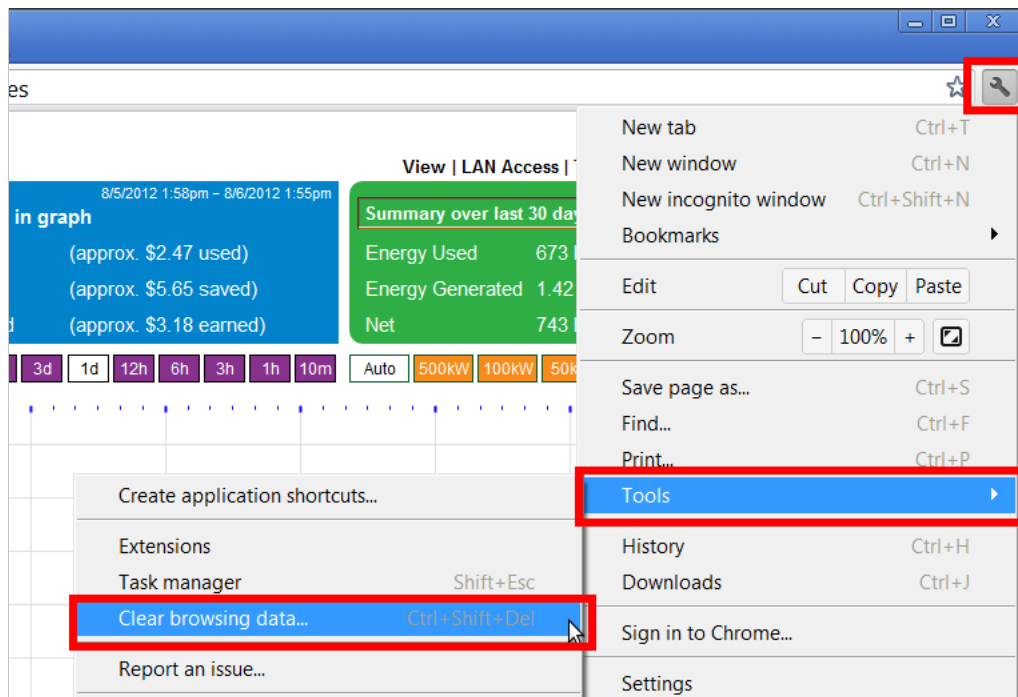 es
View | LAN Access |
8/5/2012 1:58pm – 8/6/2012 1:55pm
in graph
(approx. $2.47 used)
(approx. $5.65 saved)
(approx. $3.18 earned)
Summary over last 30 day
Energy Used 673
Energy Generated 1.42
Net 743
3d 1d 12h 6h 3h 1h 10m Auto 500kW 100kW 50k
New tab Ctrl+T
New window Ctrl+N
New incognito window Ctrl+Shift+N
Bookmarks
Edit Cut Copy Paste
Zoom − 100% +
Save page as... Ctrl+S
Find... Ctrl+F
Print... Ctrl+P
Tools
History Ctrl+H
Downloads Ctrl+J
Sign in to Chrome...
Settings
Create application shortcuts...
Extensions
Task manager Shift+Esc
Clear browsing data... Ctrl+Shift+Del
Report an issue...